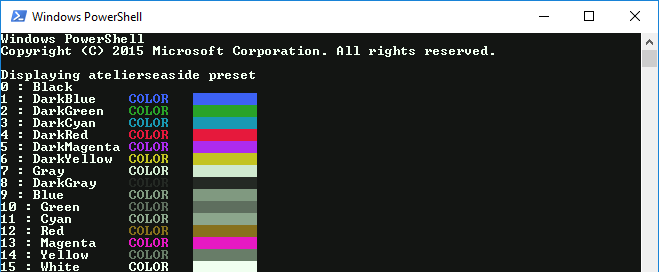 Windows PowerShell
Windows PowerShell
Copyright (C) 2015 Microsoft Corporation. All rights reserved.
Displaying atelierseaside preset
0 : Black
1 : DarkBlue COLOR
2 : DarkGreen COLOR
3 : DarkCyan COLOR
4 : DarkRed COLOR
5 : DarkMagenta COLOR
6 : DarkYellow COLOR
7 : Gray COLOR
8 : DarkGray COLOR
9 : Blue COLOR
10 : Green COLOR
11 : Cyan COLOR
12 : Red COLOR
13 : Magenta COLOR
14 : Yellow COLOR
15 : White COLOR